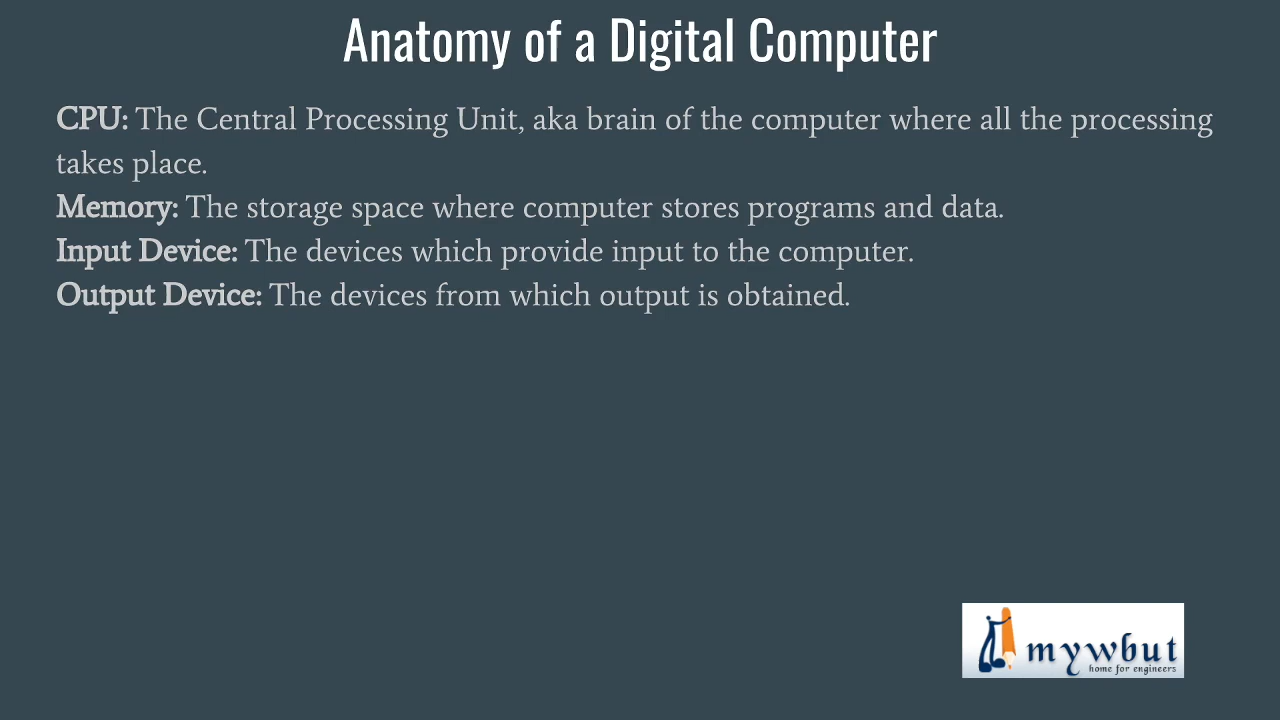 Anatomy of a Digital Computer
CPU: The Central Processing Unit, aka brain of the computer where all the processing
takes place.
Memory: The storage space where computer stores programs and data.
Input Device: The devices which provide input to the computer.
Output Device: The devices from which output is obtained.
mywbut
home for engineers